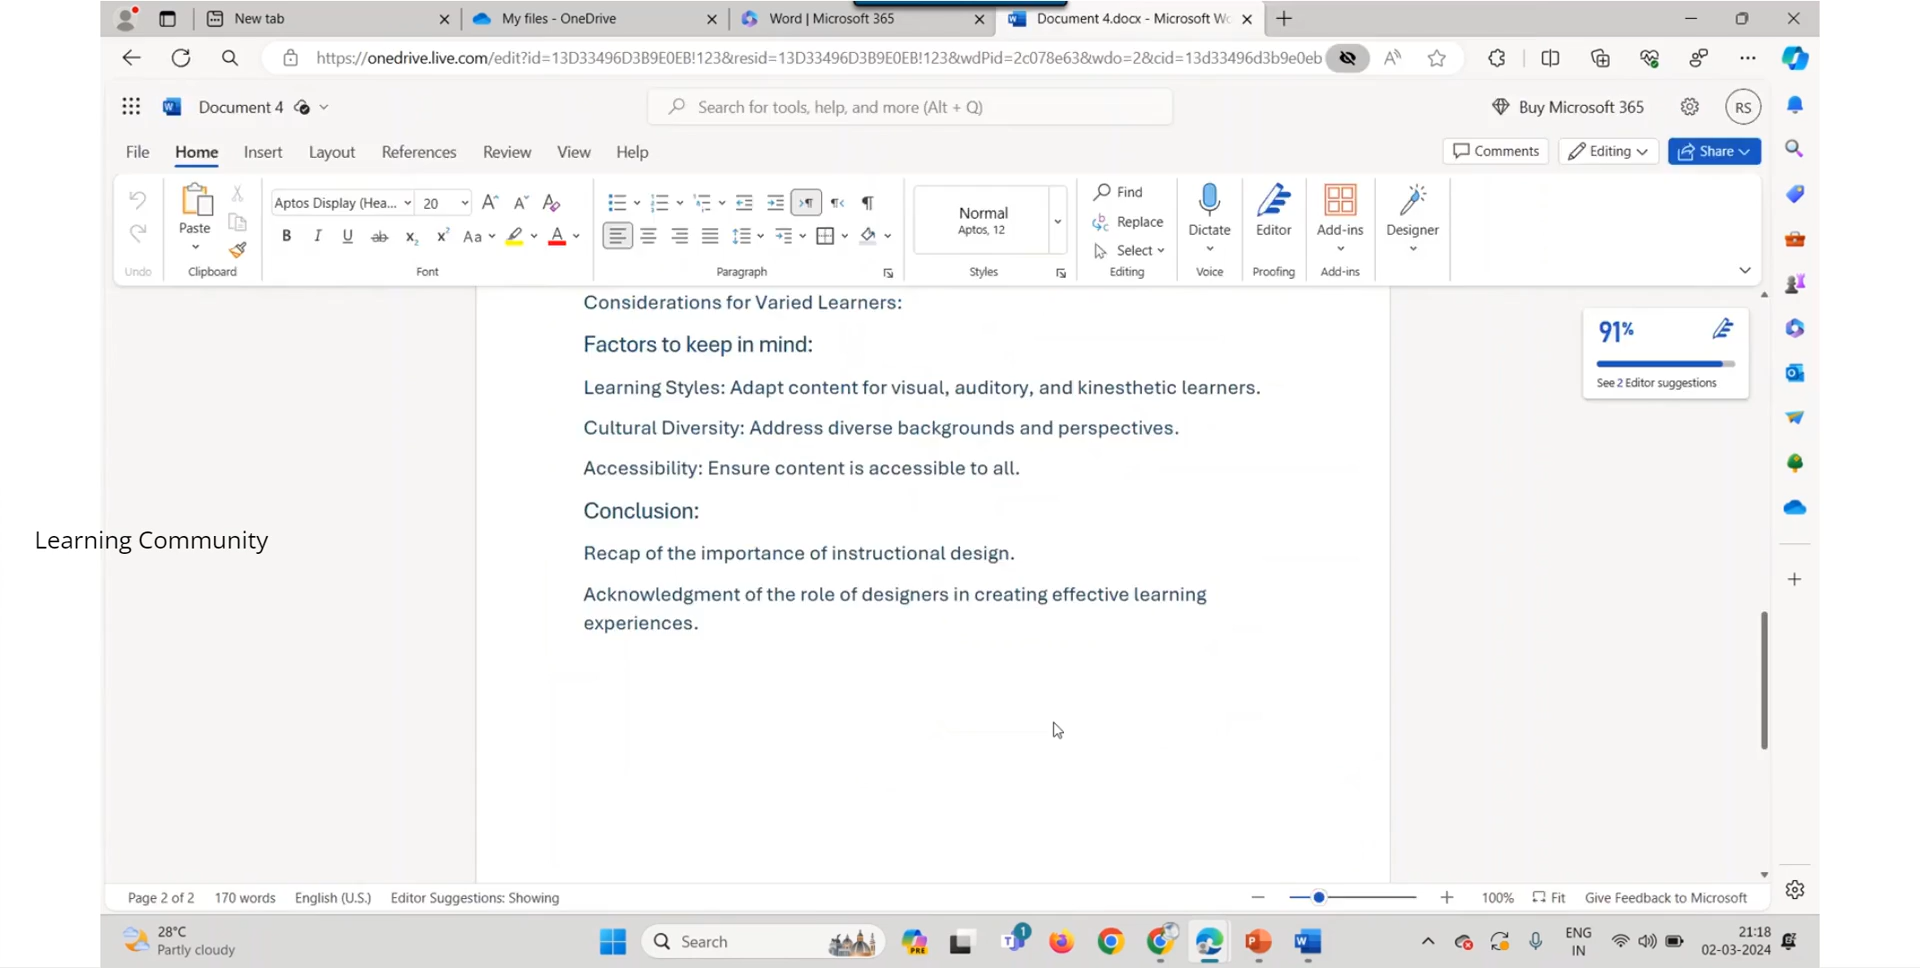 New tab
My files - OneDrive
Word | Microsoft 365
Document 4.docx - Microsoft Wo
https://onedrive.live.com/edit?id=13D33496D3B9E0EB!123&resid=13D33496D3B9E0EB!123&wdPid=2c078e63&wdo=2&cid=13d33496d3b9e0eb
Document 4
Search for tools, help, and more (Alt + Q)
Buy Microsoft 365
RS
File Home Insert Layout References Review View Help
Comments Editing Share
Undo
Paste
Clipboard
Aptos Display (Hea... 20
Font
Paragraph
Normal
Aptos, 12
Styles
Find
Replace
Select
Editing
Dictate
Voice
Editor
Proofing
Add-ins
Add-ins
Designer
Considerations for Varied Learners:
Factors to keep in mind:
Learning Styles: Adapt content for visual, auditory, and kinesthetic learners.
Cultural Diversity: Address diverse backgrounds and perspectives.
Accessibility: Ensure content is accessible to all.
Conclusion:
Recap of the importance of instructional design.
Acknowledgment of the role of designers in creating effective learning
experiences.
91%
See 2 Editor suggestions
Learning Community
Page 2 of 2 170 words English (U.S.) Editor Suggestions: Showing
100% Fit Give Feedback to Microsoft
28°C
Partly cloudy
Search
PRE
1
ENG
IN
21:18
02-03-2024